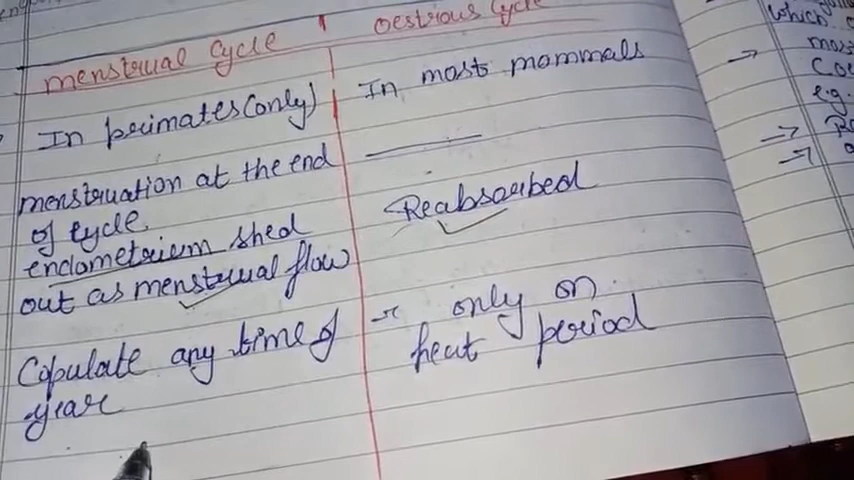 menstrual Cycle
oestrous Cycle
In primates (only)
In most mammals
menstruation at the end
of cycle.
endometrium shed
out as menstrual flow
Reabsorbed
Copulate any time of
year
only on
heat period
which